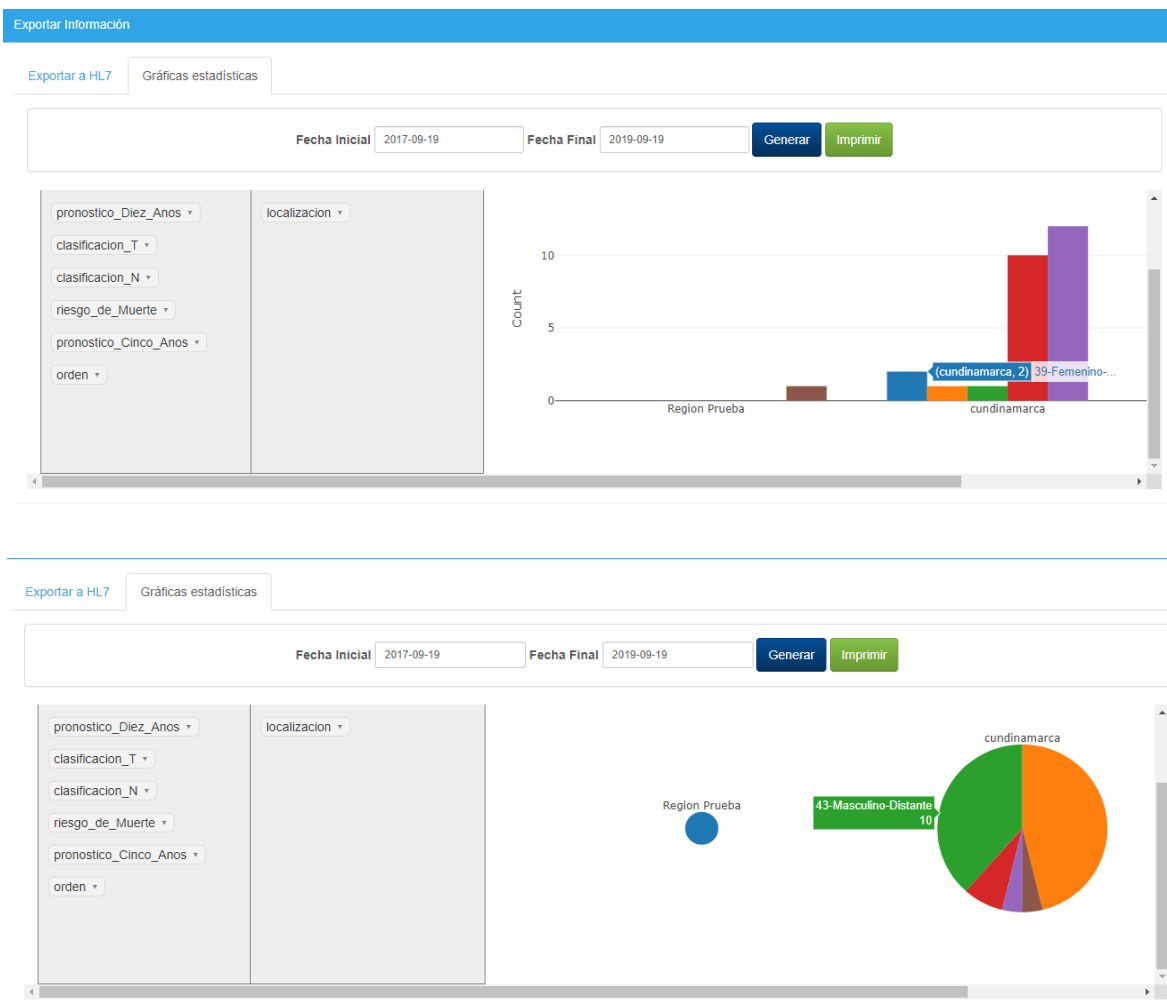 Exportar Información
Exportar a HL7 Gráficas estadísticas
Fecha Inicial 2017-09-19 Fecha Final 2019-09-19 Generar Imprimir
pronostico_Diez_Anos localizacion
clasificacion_T
clasificacion_N
riesgo_de_Muerte
pronostico_Cinco_Anos
orden
10
Count
5
(cundinamarca, 2) 39-Femenino-...
0
Region Prueba cundinamarca
Exportar a HL7 Gráficas estadísticas
Fecha Inicial 2017-09-19 Fecha Final 2019-09-19 Generar Imprimir
pronostico_Diez_Anos localizacion
clasificacion_T
clasificacion_N
riesgo_de_Muerte
pronostico_Cinco_Anos
orden
cundinamarca
Region Prueba
43-Masculino-Distante
10